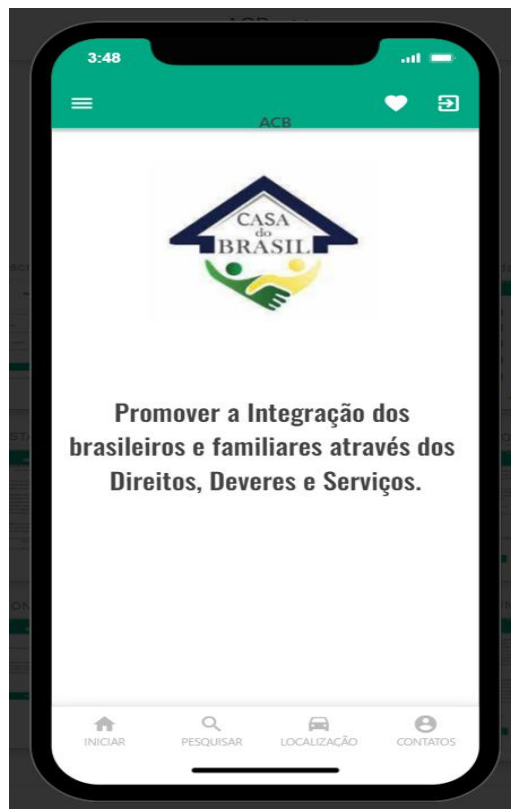 3:48
ACB
CASA
do
BRASIL
Promover a Integração dos
brasileiros e familiares através dos
Direitos, Deveres e Serviços.
INICIAR PESQUISAR LOCALIZAÇÃO CONTATOS